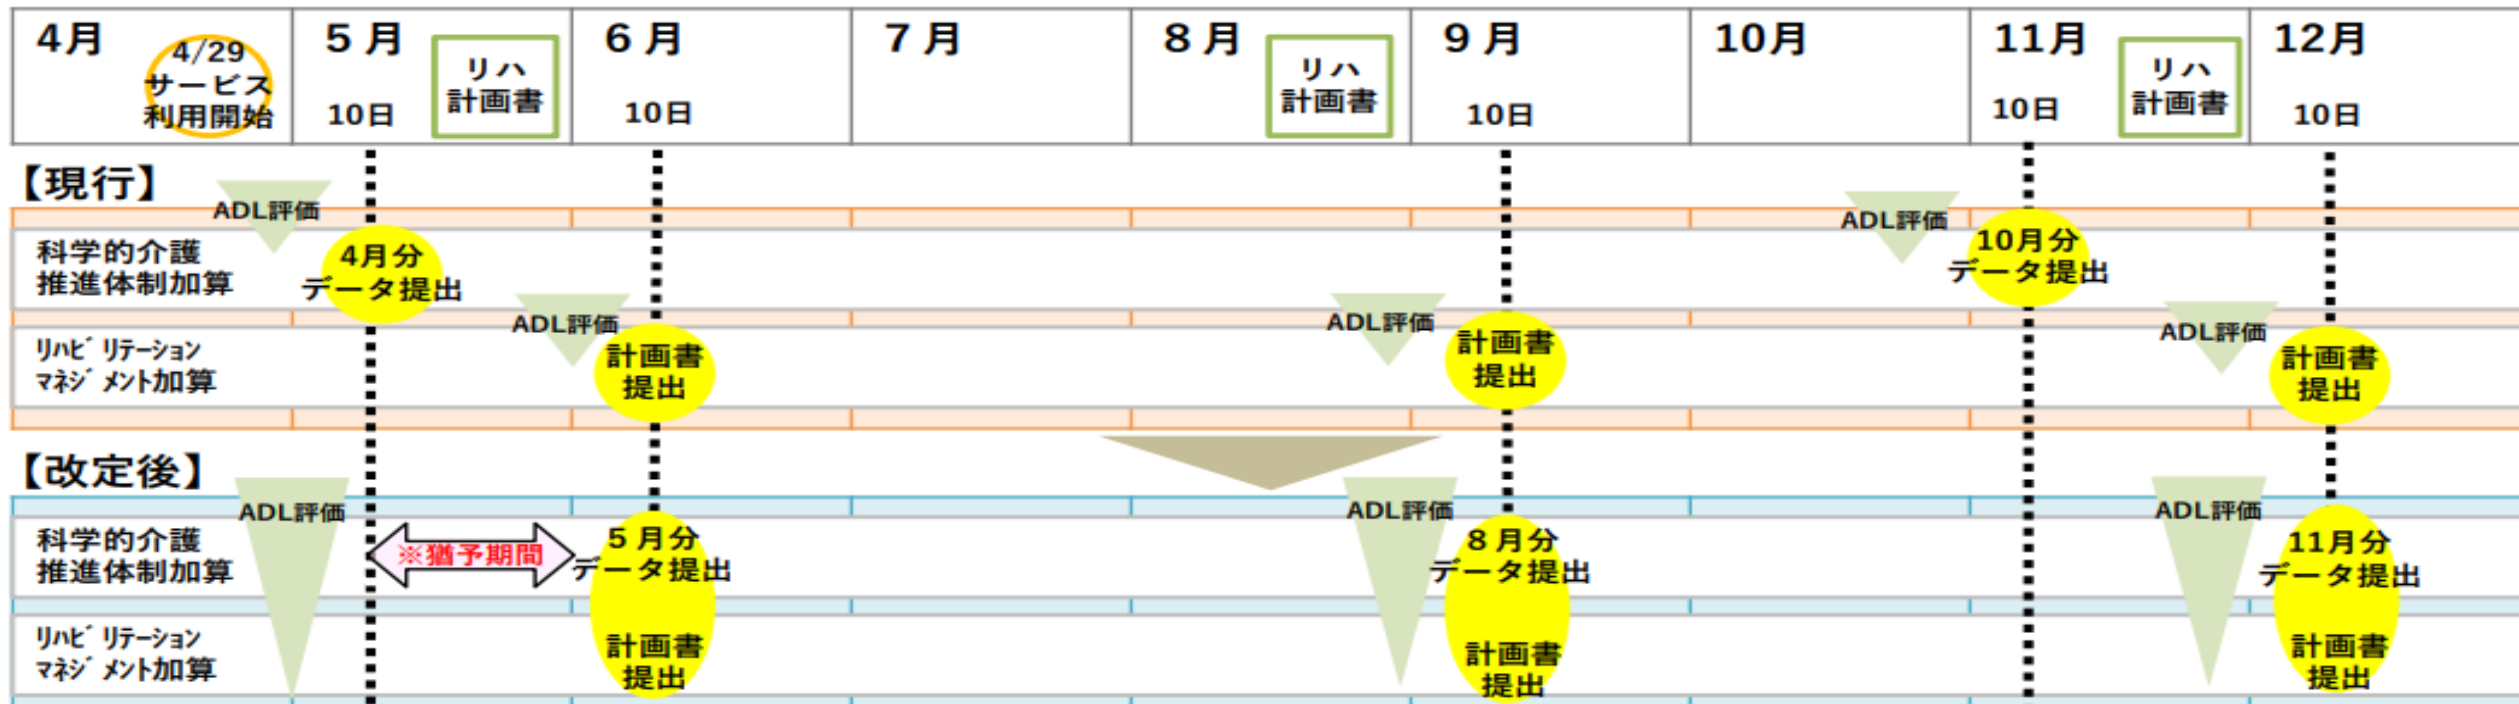 4月
4/29
サービス
利用開始
5月
10日
リハ
計画書
6月
10日
7月
8月
リハ
計画書
9月
10日
10月
11月
10日
リハ
計画書
12月
10日
【現行】
ADL評価
ADL評価
科学的介護
推進体制加算
4月分
データ提出
10月分
データ提出
ADL評価
ADL評価
ADL評価
リハビリテーション
マネジメント加算
計画書
提出
計画書
提出
計画書
提出
【改定後】
ADL評価
ADL評価
ADL評価
科学的介護
推進体制加算
※猶予期間
5月分
データ提出
8月分
データ提出
11月分
データ提出
リハビリテーション
マネジメント加算
計画書
提出
計画書
提出
計画書
提出